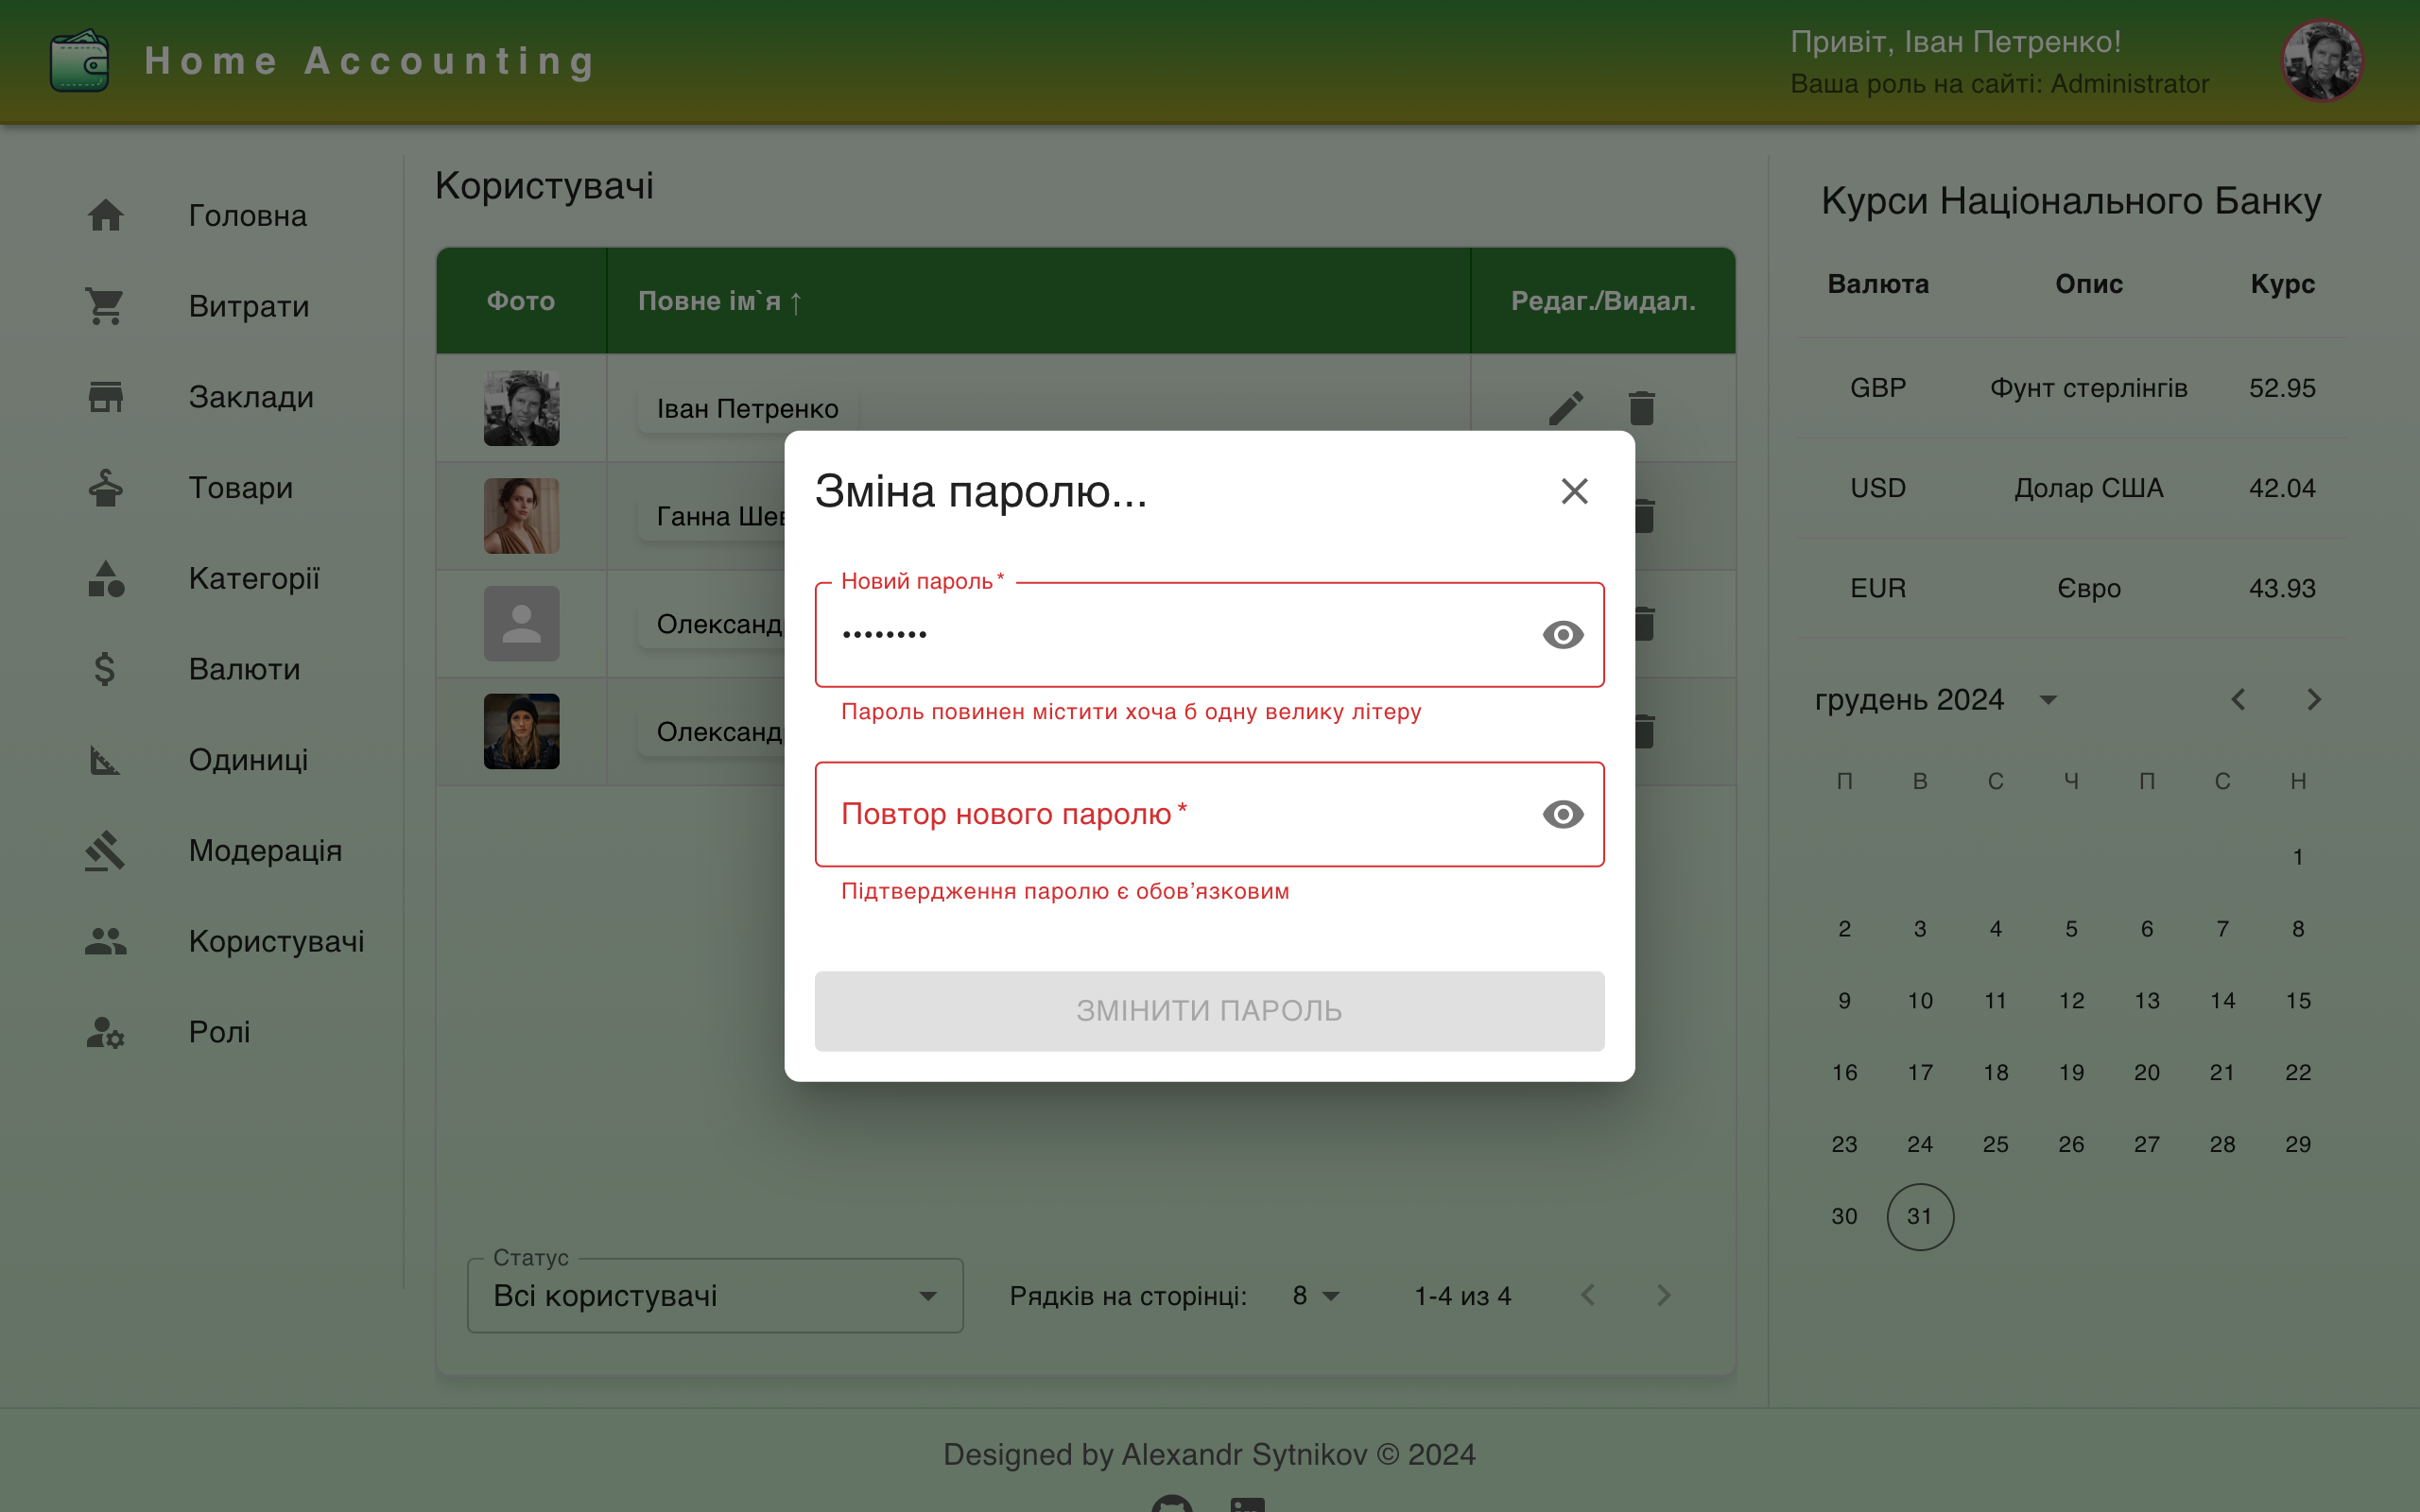 Home Accounting
Привіт, Іван Петренко!
Ваша роль на сайті: Administrator
Головна
Витрати
Заклади
Товари
Категорії
Валюти
Одиниці
Модерація
Користувачі
Ролі
Користувачі
Фото Повне ім`я ↑ Редаг./Видал.
Іван Петренко
Ганна Шев
Олександ
Олександ
Зміна паролю...
Новий пароль *
••••••••
Пароль повинен містити хоча б одну велику літеру
Повтор нового паролю *
Підтвердження паролю є обов’язковим
ЗМІНИТИ ПАРОЛЬ
Статус
Всі користувачі
Рядків на сторінці: 8 1-4 из 4
Курси Національного Банку
Валюта Опис Курс
GBP Фунт стерлінгів 52.95
USD Долар США 42.04
EUR Євро 43.93
грудень 2024
П В С Ч П С Н
1
2 3 4 5 6 7 8
9 10 11 12 13 14 15
16 17 18 19 20 21 22
23 24 25 26 27 28 29
30 31
Designed by Alexandr Sytnikov © 2024